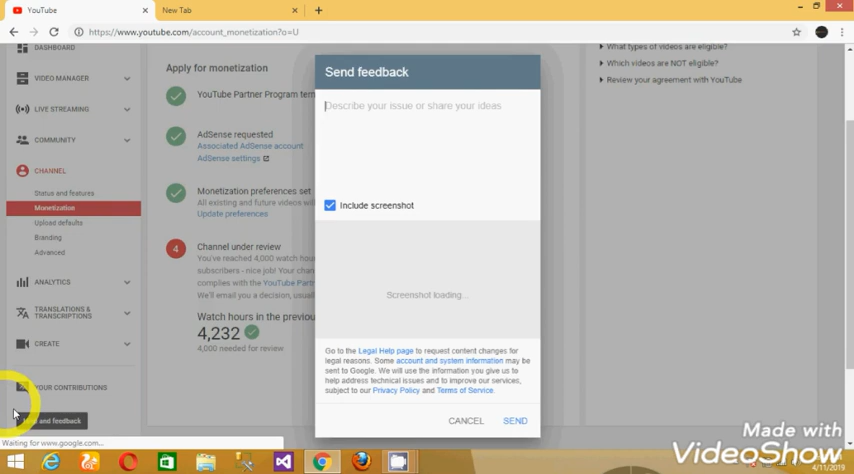 YouTube
New Tab
https://www.youtube.com/account_monetization?o=U
DASHBOARD
VIDEO MANAGER
LIVE STREAMING
COMMUNITY
CHANNEL
Status and features
Monetization
Upload defaults
Branding
Advanced
ANALYTICS
TRANSLATIONS &
TRANSCRIPTIONS
CREATE
YOUR CONTRIBUTIONS
and feedback
Waiting for www.google.com...
Apply for monetization
YouTube Partner Program
AdSense requested
Associated AdSense account
AdSense settings
Monetization preferences set
All existing and future videos will
Update preferences
4
Channel under review
You've reached 4,000 watch
subscribers - nice job! Your
complies with the YouTube
We'll email you a decision,
Watch hours in the
4,232
4,000 needed for review
Send feedback
Describe your issue or share your ideas
Include screenshot
Screenshot loading...
Go to the Legal Help page to request content changes for
legal reasons. Some account and system information may be
sent to Google. We will use the information you give us to
help address technical issues and to improve our services,
subject to our Privacy Policy and Terms of Service.
CANCEL
SEND
What types of videos are eligible?
Which videos are NOT eligible?
Review your agreement with YouTube
Made with
VideoShow
4/11/2019